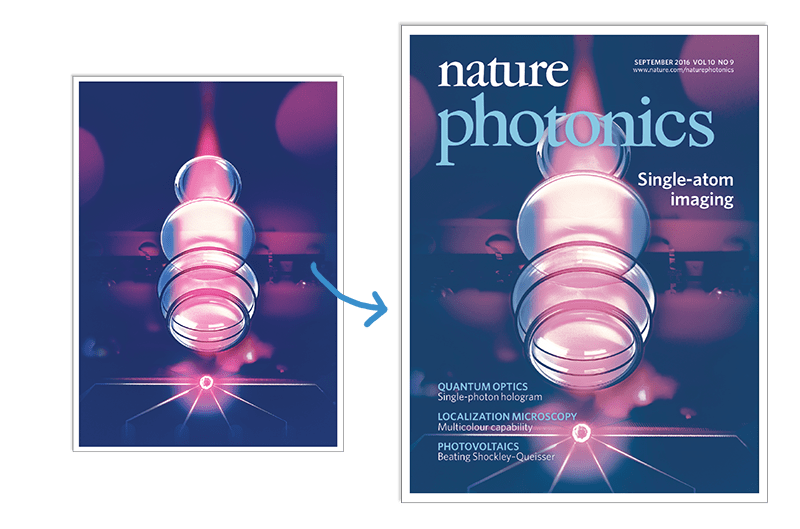 nature
SEPTEMBER 2016 VOL 10 NO 9
www.nature.com/naturephotonics
photonics
Single-atom
imaging
QUANTUM OPTICS
Single-photon hologram
LOCALIZATION MICROSCOPY
Multicolour capability
PHOTOVOLTAICS
Beating Shockley–Queisser